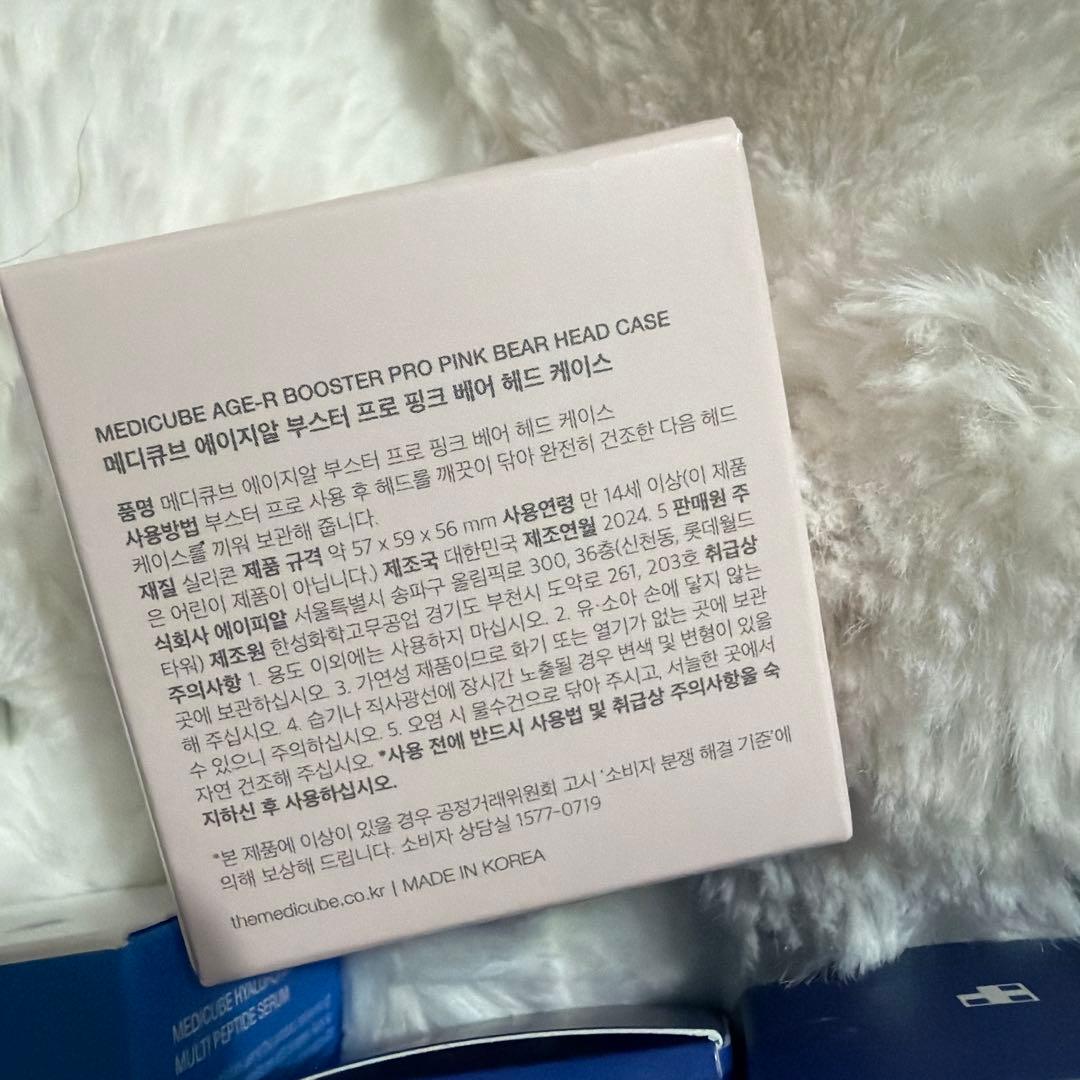 MEDICUBE AGE-R BOOSTER PRO PINK BEAR HEAD CASE
메디큐브 에이지알 부스터 프로 핑크 베어 헤드 케이스
품명 메디큐브 에이지알 부스터 프로 핑크 베어 헤드 케이스
사용방법 부스터 프로 사용 후 헤드를 깨끗이 닦아 완전히 건조한 다음 헤드
케이스를 끼워 보관해 줍니다.
재질 실리콘 제품 규격 약 57 x 59 x 56 mm 사용연령 만 14세 이상(이 제품
은 어린이 제품이 아닙니다.) 제조국 대한민국 제조연월 2024. 5 판매원 주
식회사 에이피알 서울특별시 송파구 올림픽로 300, 36층(신천동, 롯데월드
타워) 제조원 한성화학고무공업 경기도 부천시 도약로 261, 203호 취급상
주의사항 1. 용도 이외에는 사용하지 마십시오. 2. 유·소아 손에 닿지 않는
곳에 보관하십시오. 3. 가연성 제품이므로 화기 또는 열기가 없는 곳에 보관
해 주십시오. 4. 습기나 직사광선에 장시간 노출될 경우 변색 및 변형이 있을
수 있으니 주의하십시오. 5. 오염 시 물수건으로 닦아 주시고, 서늘한 곳에서
자연 건조해 주십시오. *사용 전에 반드시 사용법 및 취급상 주의사항을 숙
지하신 후 사용하십시오.
*본 제품에 이상이 있을 경우 공정거래위원회 고시 '소비자 분쟁 해결 기준'에
의해 보상해 드립니다. 소비자 상담실 1577-0719
themedicube.co.kr | MADE IN KOREA
MEDICUBE
MULTI PEPTIDE SERUM